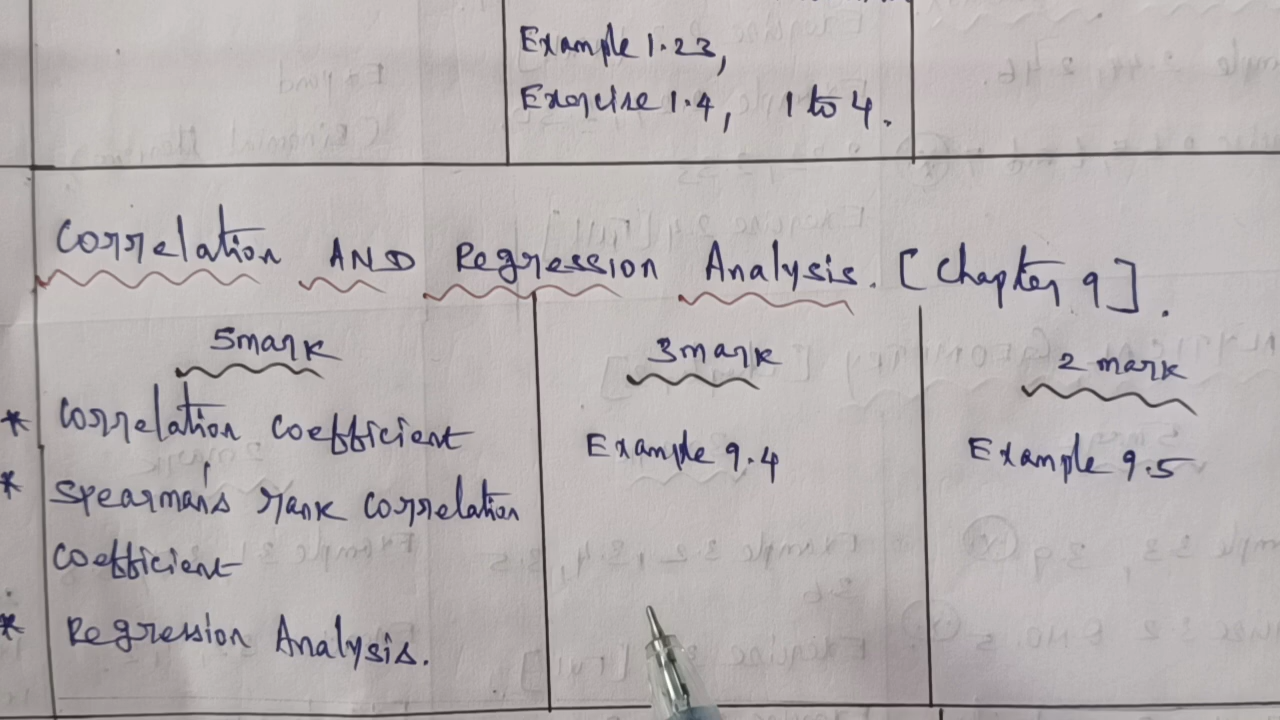 Example 1.23,
Exercise 1.4, 1 to 4.
Correlation AND Regression Analysis. [Chapter 9].
5mark
3mark
2 mark
* Correlation coefficient
Example 9.4
Example 9.5
* Spearman's rank correlation
coefficient
* Regression Analysis.